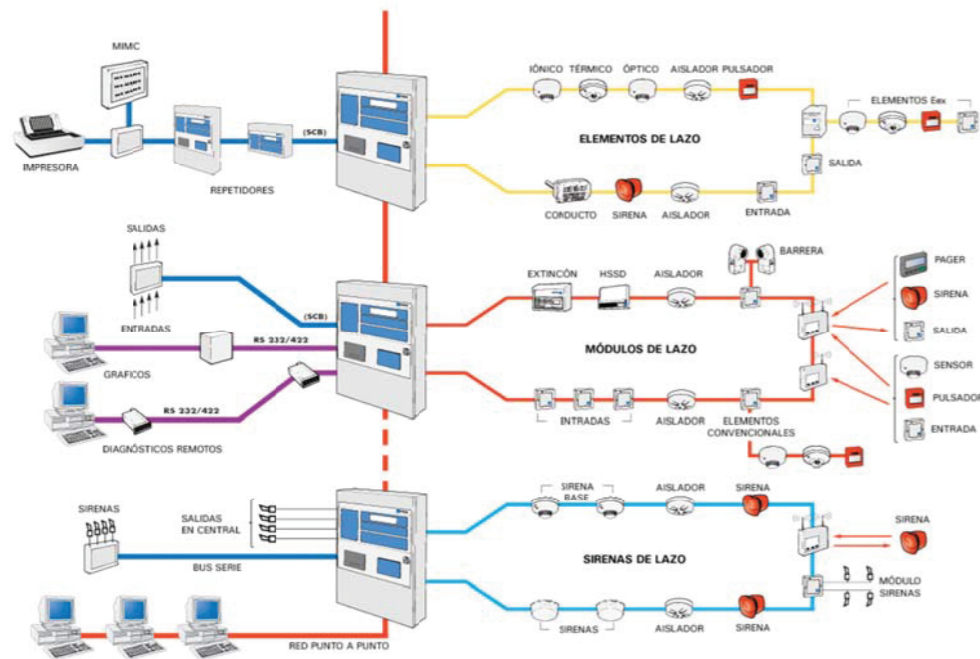 MIMC
IMPRESORA
REPETIDORES
(SCB)
IÓNICO
TÉRMICO
ÓPTICO
AISLADOR
PULSADOR
ELEMENTOS DE LAZO
ELEMENTOS Eex
SALIDA
CONDUCTO
SIRENA
AISLADOR
ENTRADA
SALIDAS
ENTRADAS
(SCB)
RS 232/422
GRAFICOS
RS 232/422
DIAGNÓSTICOS REMOTOS
EXTINCÓN
HSSD
AISLADOR
BARRERA
MÓDULOS DE LAZO
PAGER
SIRENA
SALIDA
SENSOR
PULSADOR
ENTRADA
ENTRADAS
AISLADOR
ELEMENTOS
CONVENCIONALES
SIRENAS
SALIDAS
EN CENTRAL
BUS SERIE
SIRENA
BASE
AISLADOR
SIRENA
SIRENA
SIRENAS DE LAZO
MÓDULO
SIRENAS
SIRENAS
AISLADOR
SIRENA
RED PUNTO A PUNTO